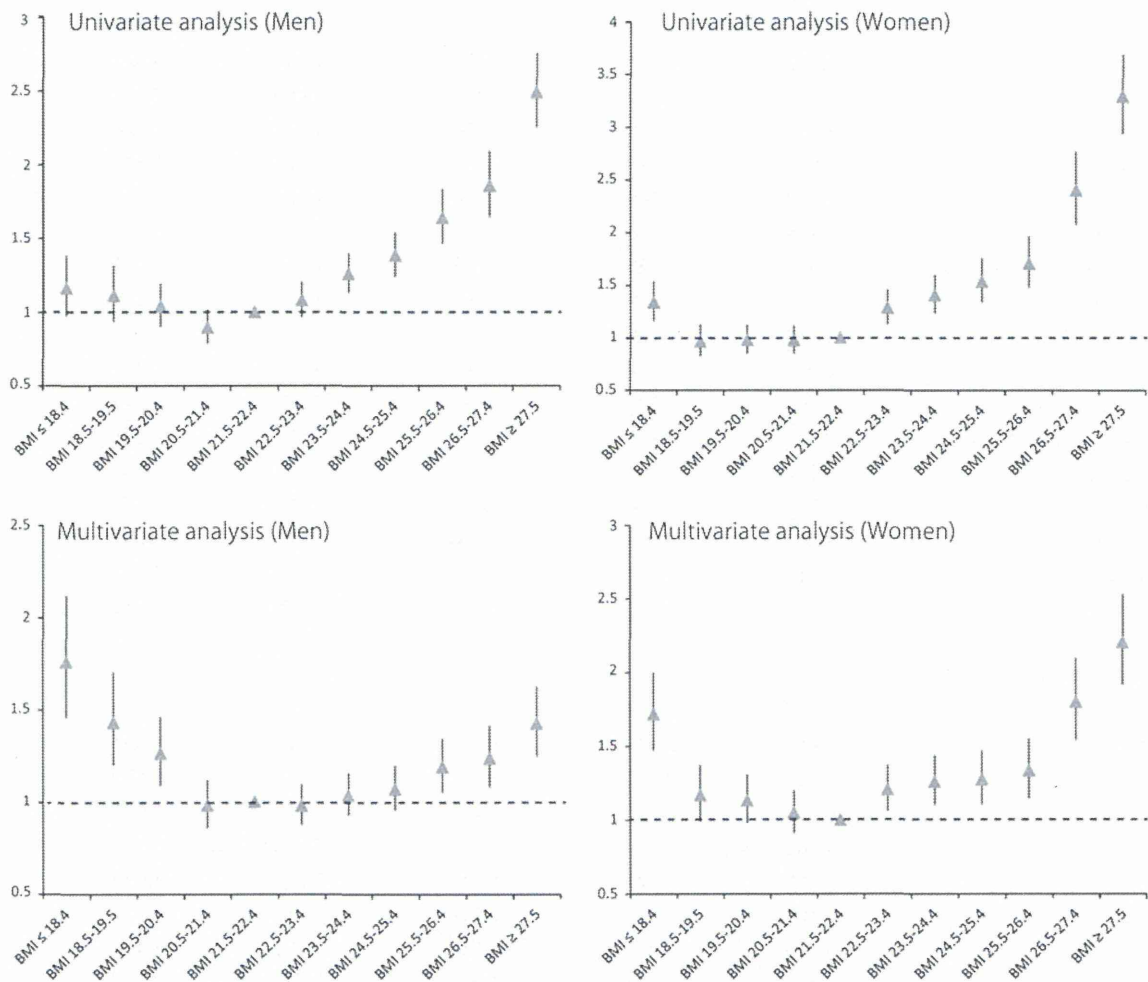 Univariate analysis (Men)
3
2.5
2
1.5
1
0.5
BMI ≤ 18.4
BMI 18.5-19.5
BMI 19.5-20.4
BMI 20.5-21.4
BMI 21.5-22.4
BMI 22.5-23.4
BMI 23.5-24.4
BMI 24.5-25.4
BMI 25.5-26.4
BMI 26.5-27.4
BMI ≥ 27.5
Univariate analysis (Women)
4
3.5
3
2.5
2
1.5
1
0.5
BMI ≤ 18.4
BMI 18.5-19.5
BMI 19.5-20.4
BMI 20.5-21.4
BMI 21.5-22.4
BMI 22.5-23.4
BMI 23.5-24.4
BMI 24.5-25.4
BMI 25.5-26.4
BMI 26.5-27.4
BMI ≥ 27.5
Multivariate analysis (Men)
2.5
2
1.5
1
0.5
BMI ≤ 18.4
BMI 18.5-19.5
BMI 19.5-20.4
BMI 20.5-21.4
BMI 21.5-22.4
BMI 22.5-23.4
BMI 23.5-24.4
BMI 24.5-25.4
BMI 25.5-26.4
BMI 26.5-27.4
BMI ≥ 27.5
Multivariate analysis (Women)
3
2.5
2
1.5
1
0.5
BMI ≤ 18.4
BMI 18.5-19.5
BMI 19.5-20.4
BMI 20.5-21.4
BMI 21.5-22.4
BMI 22.5-23.4
BMI 23.5-24.4
BMI 24.5-25.4
BMI 25.5-26.4
BMI 26.5-27.4
BMI ≥ 27.5